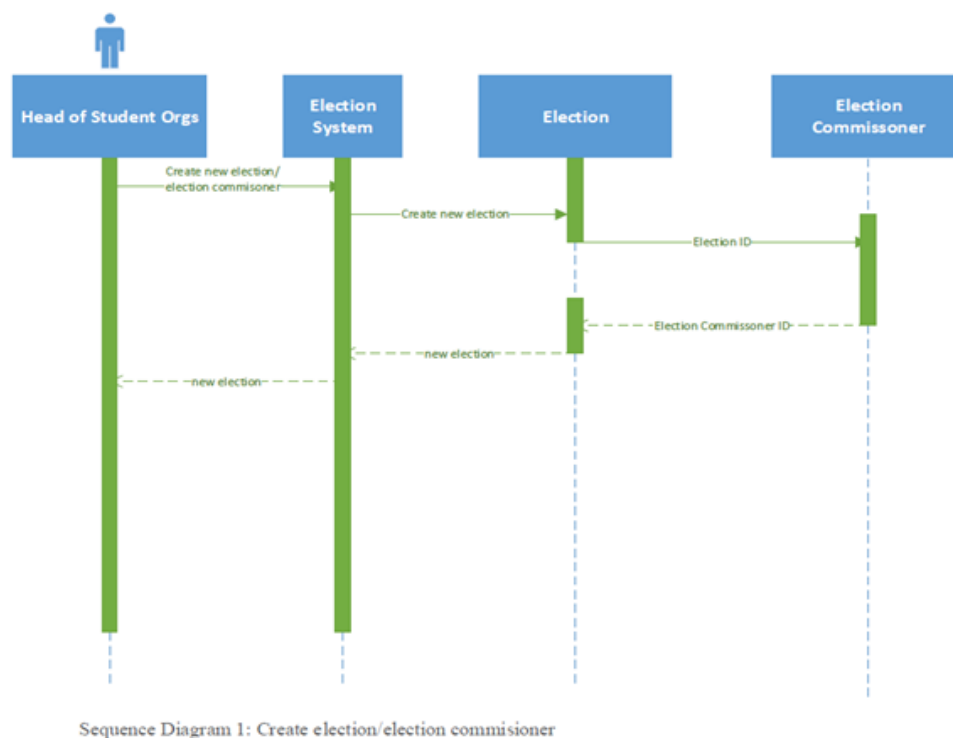 Head of Student Orgs
Election
System
Election
Election
Commissoner
Create new election/
election commisoner
Create new election
Election ID
Election Commissoner ID
new election
new election
Sequence Diagram 1: Create election/election commisioner